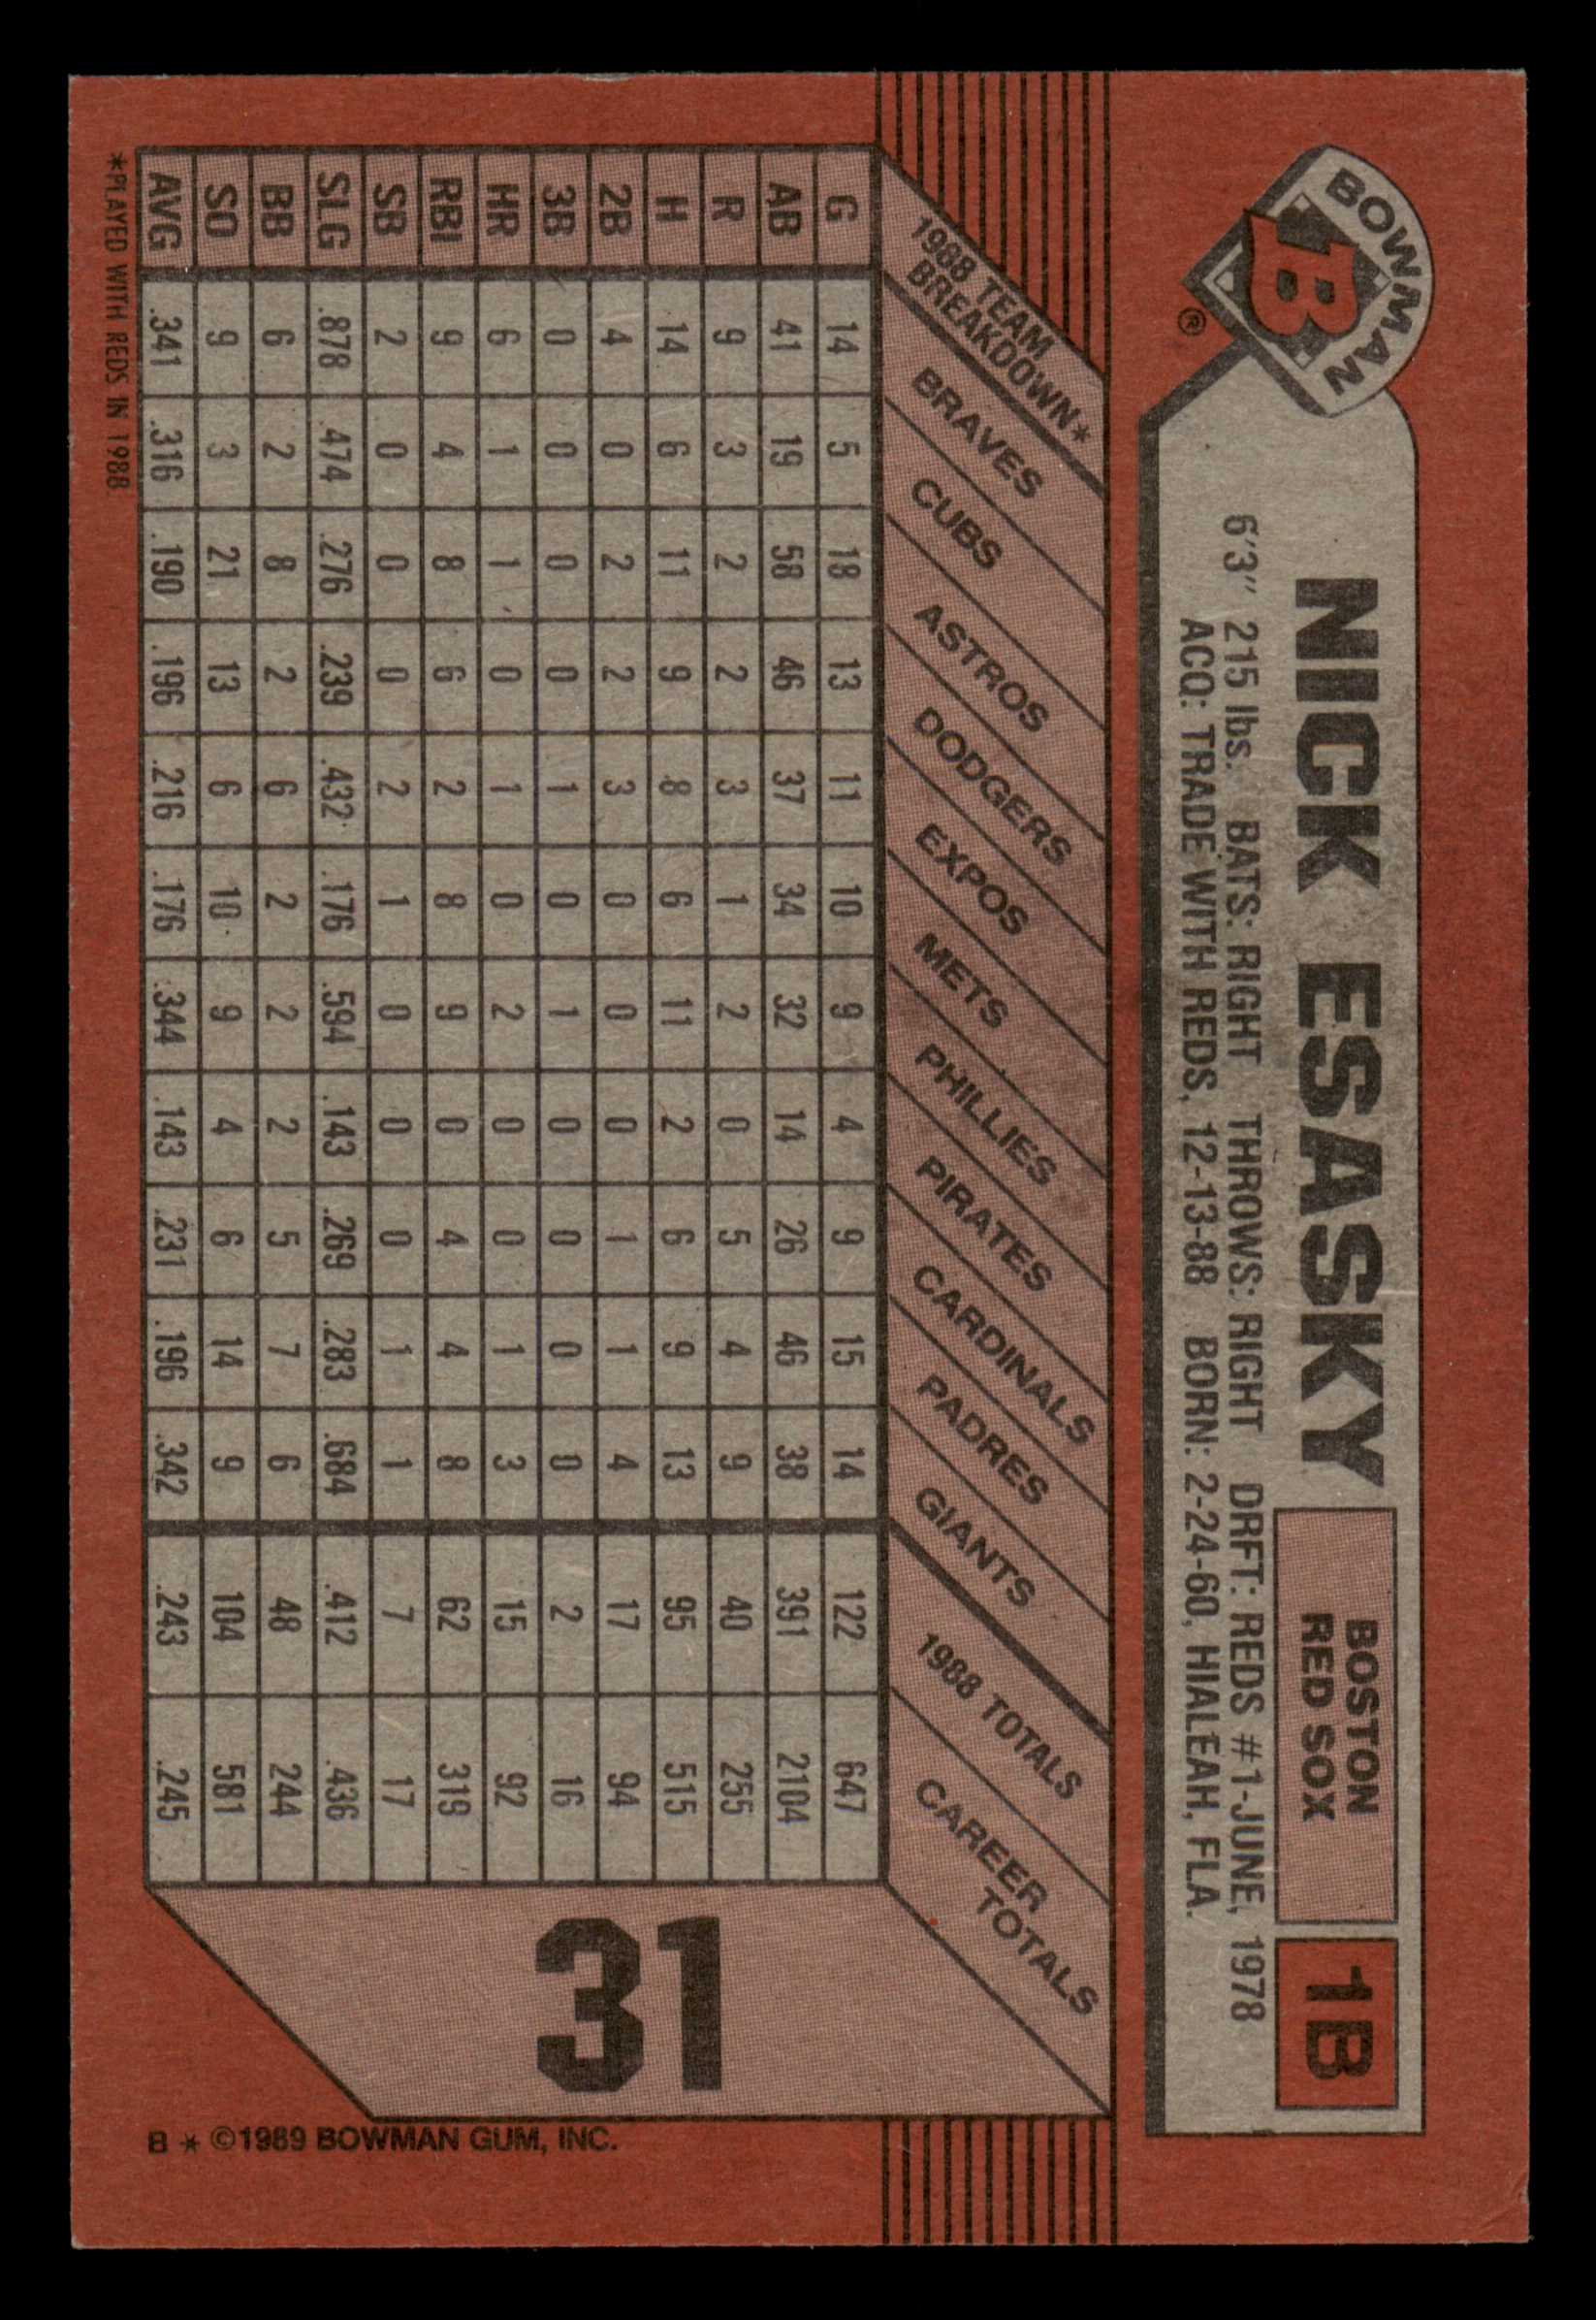 BOWMAN
B
®
NICK ESASKY
BOSTON
RED SOX
1B
6'3" 215 lbs. BATS: RIGHT THROWS: RIGHT DRFT: REDS #1-JUNE, 1978
ACQ: TRADE WITH REDS, 12-13-88 BORN: 2-24-60, HIALEAH, FLA.
1988 TEAM
BREAKDOWN*
G AB R H 2B 3B HR RBI SB SLG BB SO AVG
BRAVES 14 41 9 14 4 0 6 9 2 .878 6 9 .341
CUBS 5 19 3 6 0 0 1 4 0 .474 2 3 .316
ASTROS 18 58 2 11 2 0 1 8 0 .276 8 21 .190
DODGERS 13 46 2 9 2 0 0 6 0 .239 2 13 .196
EXPOS 11 37 3 8 3 1 1 2 2 .432 6 6 .216
METS 10 34 1 6 0 0 0 8 1 .176 2 10 .176
PHILLIES 9 32 2 11 0 1 2 9 0 .594 2 9 .344
PIRATES 4 14 0 2 0 0 0 0 0 .143 2 4 .143
CARDINALS 9 26 5 6 1 0 0 4 0 .269 5 6 .231
PADRES 15 46 4 9 1 0 1 4 1 .283 7 14 .196
GIANTS 14 38 9 13 4 0 3 8 1 .684 6 9 .342
1988 TOTALS 122 391 40 95 17 2 15 62 7 .412 48 104 .243
CAREER TOTALS 647 2104 255 515 94 16 92 319 17 .436 244 581 .245
31
*PLAYED WITH REDS IN 1988.
B * ©1989 BOWMAN GUM, INC.